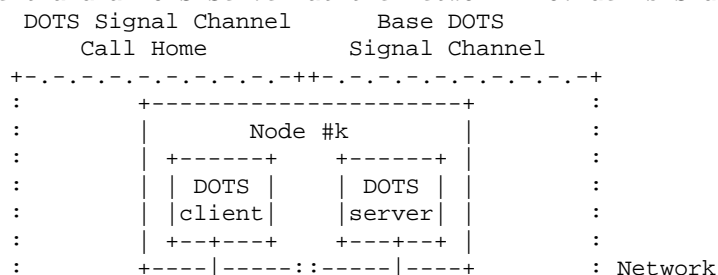 DOTS Signal Channel Base DOTS
Call Home Signal Channel
+-.-.-.-.-.-.-.-.-.-++-.-.-.-.-.-.-.-.-.-+
: +----------------------+ :
: | Node #k | :
: | +------+ +------+ | :
: | | DOTS | | DOTS | | :
: | |client| |server| | :
: | +--+---+ +---+--+ | :
: +----|-----::-----|----+ : Network